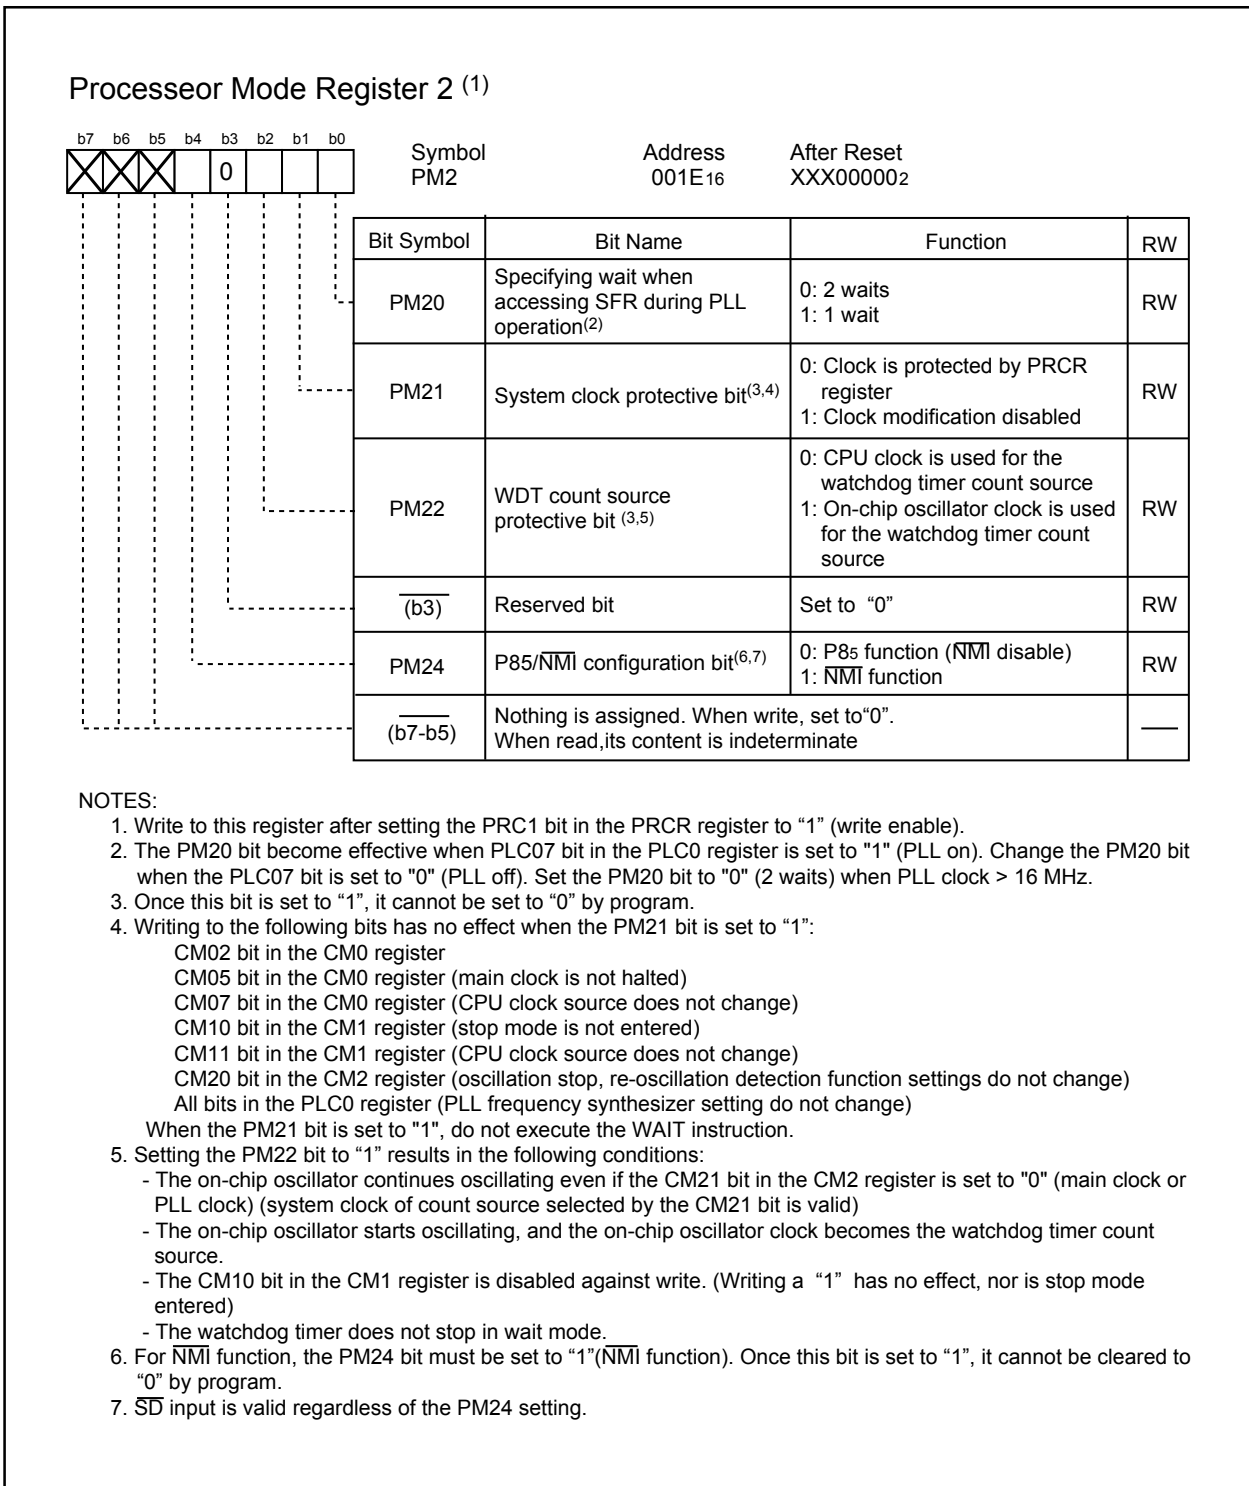 Processeor Mode Register 2 (1)
b7 b6 b5 b4 b3 b2 b1 b0
0
Symbol Address After Reset
PM2 001E16 XXX000002
Bit Symbol Bit Name Function RW
PM20 Specifying wait when accessing SFR during PLL operation(2) 0: 2 waits 1: 1 wait RW
PM21 System clock protective bit(3,4) 0: Clock is protected by PRCR register 1: Clock modification disabled RW
PM22 WDT count source protective bit (3,5) 0: CPU clock is used for the watchdog timer count source 1: On-chip oscillator clock is used for the watchdog timer count source RW
(b3) Reserved bit Set to “0” RW
PM24 P85/NMI configuration bit(6,7) 0: P85 function (NMI disable) 1: NMI function RW
(b7-b5) Nothing is assigned. When write, set to“0”. When read,its content is indeterminate —
NOTES:
1. Write to this register after setting the PRC1 bit in the PRCR register to “1” (write enable).
2. The PM20 bit become effective when PLC07 bit in the PLC0 register is set to "1" (PLL on). Change the PM20 bit
when the PLC07 bit is set to "0" (PLL off). Set the PM20 bit to "0" (2 waits) when PLL clock > 16 MHz.
3. Once this bit is set to “1”, it cannot be set to “0” by program.
4. Writing to the following bits has no effect when the PM21 bit is set to “1”:
CM02 bit in the CM0 register
CM05 bit in the CM0 register (main clock is not halted)
CM07 bit in the CM0 register (CPU clock source does not change)
CM10 bit in the CM1 register (stop mode is not entered)
CM11 bit in the CM1 register (CPU clock source does not change)
CM20 bit in the CM2 register (oscillation stop, re-oscillation detection function settings do not change)
All bits in the PLC0 register (PLL frequency synthesizer setting do not change)
When the PM21 bit is set to "1", do not execute the WAIT instruction.
5. Setting the PM22 bit to “1” results in the following conditions:
- The on-chip oscillator continues oscillating even if the CM21 bit in the CM2 register is set to "0" (main clock or
PLL clock) (system clock of count source selected by the CM21 bit is valid)
- The on-chip oscillator starts oscillating, and the on-chip oscillator clock becomes the watchdog timer count
source.
- The CM10 bit in the CM1 register is disabled against write. (Writing a “1” has no effect, nor is stop mode
entered)
- The watchdog timer does not stop in wait mode.
6. For NMI function, the PM24 bit must be set to “1”(NMI function). Once this bit is set to “1”, it cannot be cleared to
“0” by program.
7. SD input is valid regardless of the PM24 setting.